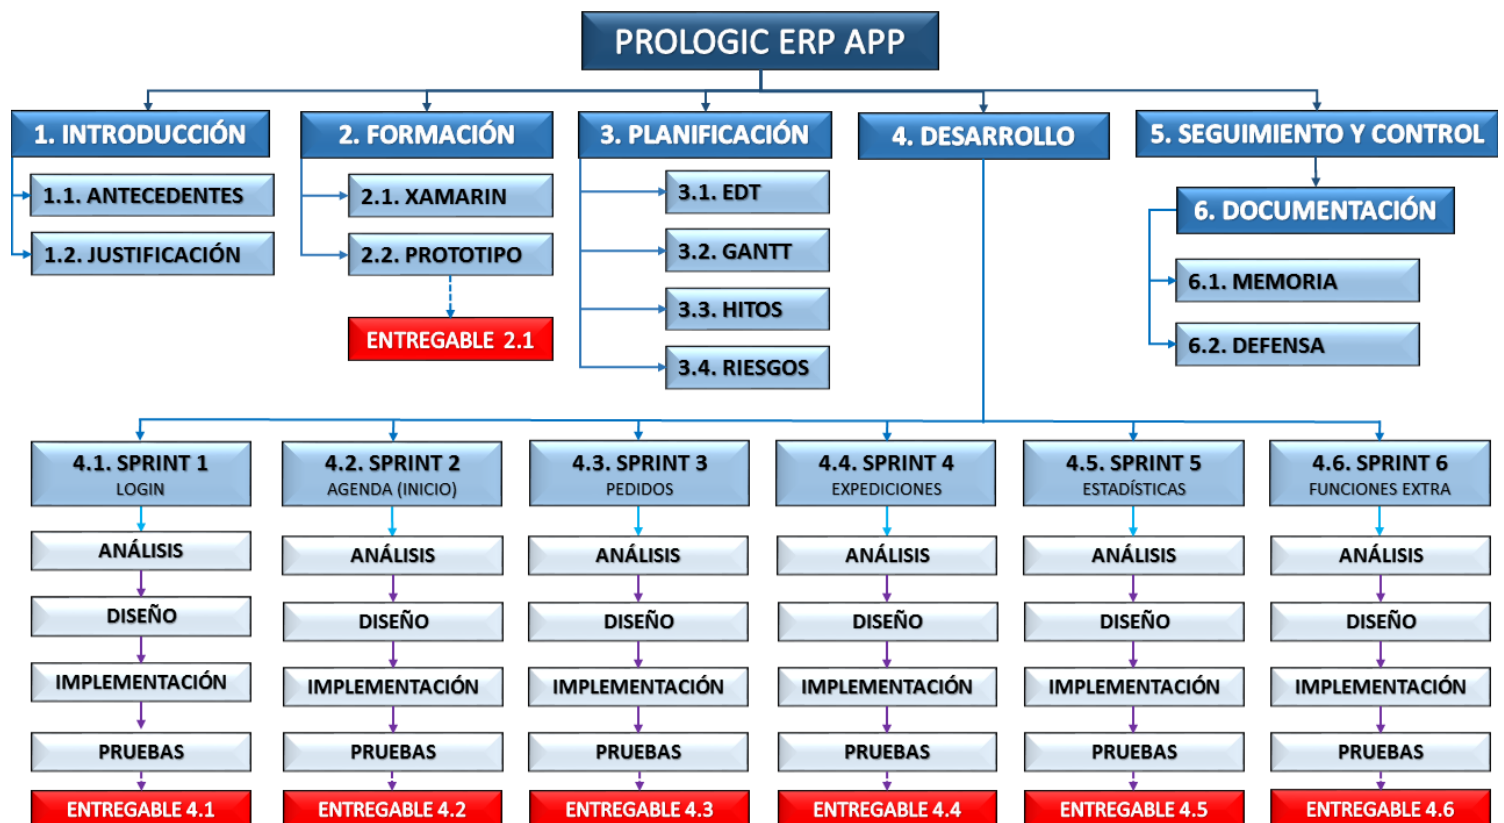 PROLOGIC ERP APP
1. INTRODUCCIÓN
1.1. ANTECEDENTES
1.2. JUSTIFICACIÓN
2. FORMACIÓN
2.1. XAMARIN
2.2. PROTOTIPO
ENTREGABLE 2.1
3. PLANIFICACIÓN
3.1. EDT
3.2. GANTT
3.3. HITOS
3.4. RIESGOS
4. DESARROLLO
5. SEGUIMIENTO Y CONTROL
6. DOCUMENTACIÓN
6.1. MEMORIA
6.2. DEFENSA
4.1. SPRINT 1
LOGIN
ANÁLISIS
DISEÑO
IMPLEMENTACIÓN
PRUEBAS
ENTREGABLE 4.1
4.2. SPRINT 2
AGENDA (INICIO)
ANÁLISIS
DISEÑO
IMPLEMENTACIÓN
PRUEBAS
ENTREGABLE 4.2
4.3. SPRINT 3
PEDIDOS
ANÁLISIS
DISEÑO
IMPLEMENTACIÓN
PRUEBAS
ENTREGABLE 4.3
4.4. SPRINT 4
EXPEDICIONES
ANÁLISIS
DISEÑO
IMPLEMENTACIÓN
PRUEBAS
ENTREGABLE 4.4
4.5. SPRINT 5
ESTADÍSTICAS
ANÁLISIS
DISEÑO
IMPLEMENTACIÓN
PRUEBAS
ENTREGABLE 4.5
4.6. SPRINT 6
FUNCIONES EXTRA
ANÁLISIS
DISEÑO
IMPLEMENTACIÓN
PRUEBAS
ENTREGABLE 4.6